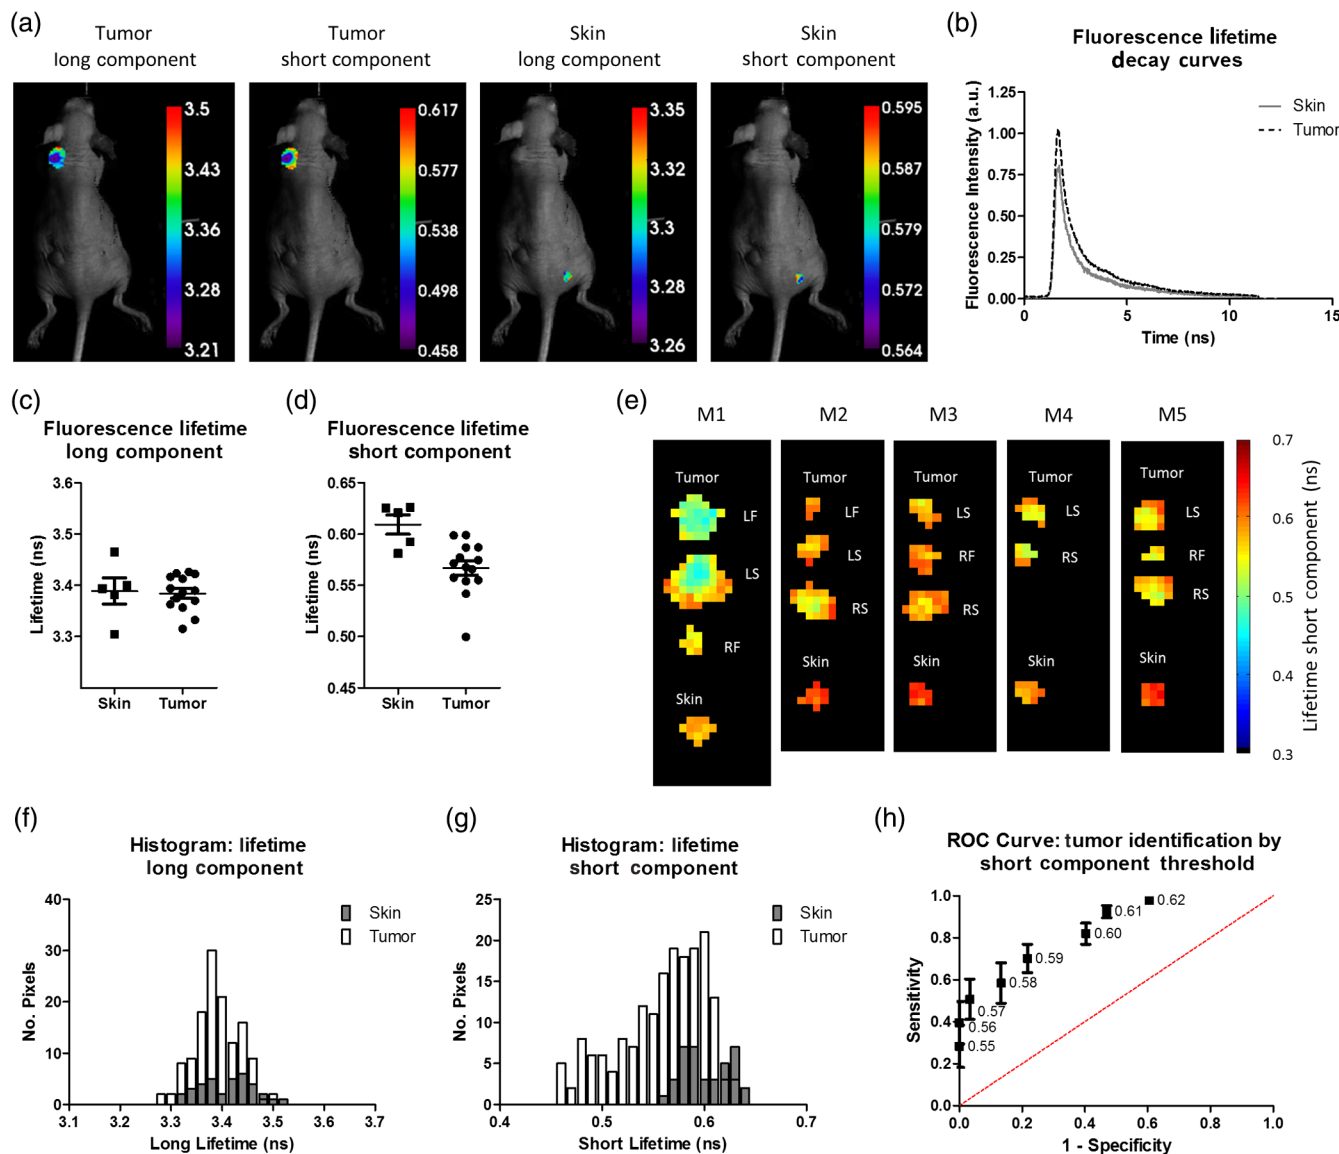 (a)
Tumor
long component
Tumor
short component
Skin
long component
Skin
short component
3.5
3.43
3.36
3.28
3.21
0.617
0.577
0.538
0.498
0.458
3.35
3.32
3.3
3.28
3.26
0.595
0.587
0.579
0.572
0.564
(b)
Fluorescence lifetime
decay curves
Fluorescence Intensity (a.u.)
1.25
1.00
0.75
0.50
0.25
0.00
0
5
10
15
Time (ns)
Skin
Tumor
(c)
Fluorescence lifetime
long component
Lifetime (ns)
3.6
3.5
3.4
3.3
Skin
Tumor
(d)
Fluorescence lifetime
short component
Lifetime (ns)
0.65
0.60
0.55
0.50
0.45
Skin
Tumor
(e)
M1
M2
M3
M4
M5
Tumor
LF
LS
RF
Skin
Tumor
LF
LS
RS
Skin
Tumor
LS
RF
RS
Skin
Tumor
LS
RS
Skin
Tumor
LS
RF
RS
Skin
0.7
0.6
0.5
0.4
0.3
Lifetime short component (ns)
(f)
Histogram: lifetime
long component
No. Pixels
40
30
20
10
0
3.1
3.2
3.3
3.4
3.5
3.6
3.7
Long Lifetime (ns)
Skin
Tumor
(g)
Histogram: lifetime
short component
No. Pixels
25
20
15
10
5
0
0.4
0.5
0.6
0.7
Short Lifetime (ns)
Skin
Tumor
(h)
ROC Curve: tumor identification by
short component threshold
Sensitivity
1.0
0.8
0.6
0.4
0.2
0.0
0.0
0.2
0.4
0.6
0.8
1.0
1 - Specificity
0.62
0.61
0.60
0.59
0.58
0.57
0.56
0.55